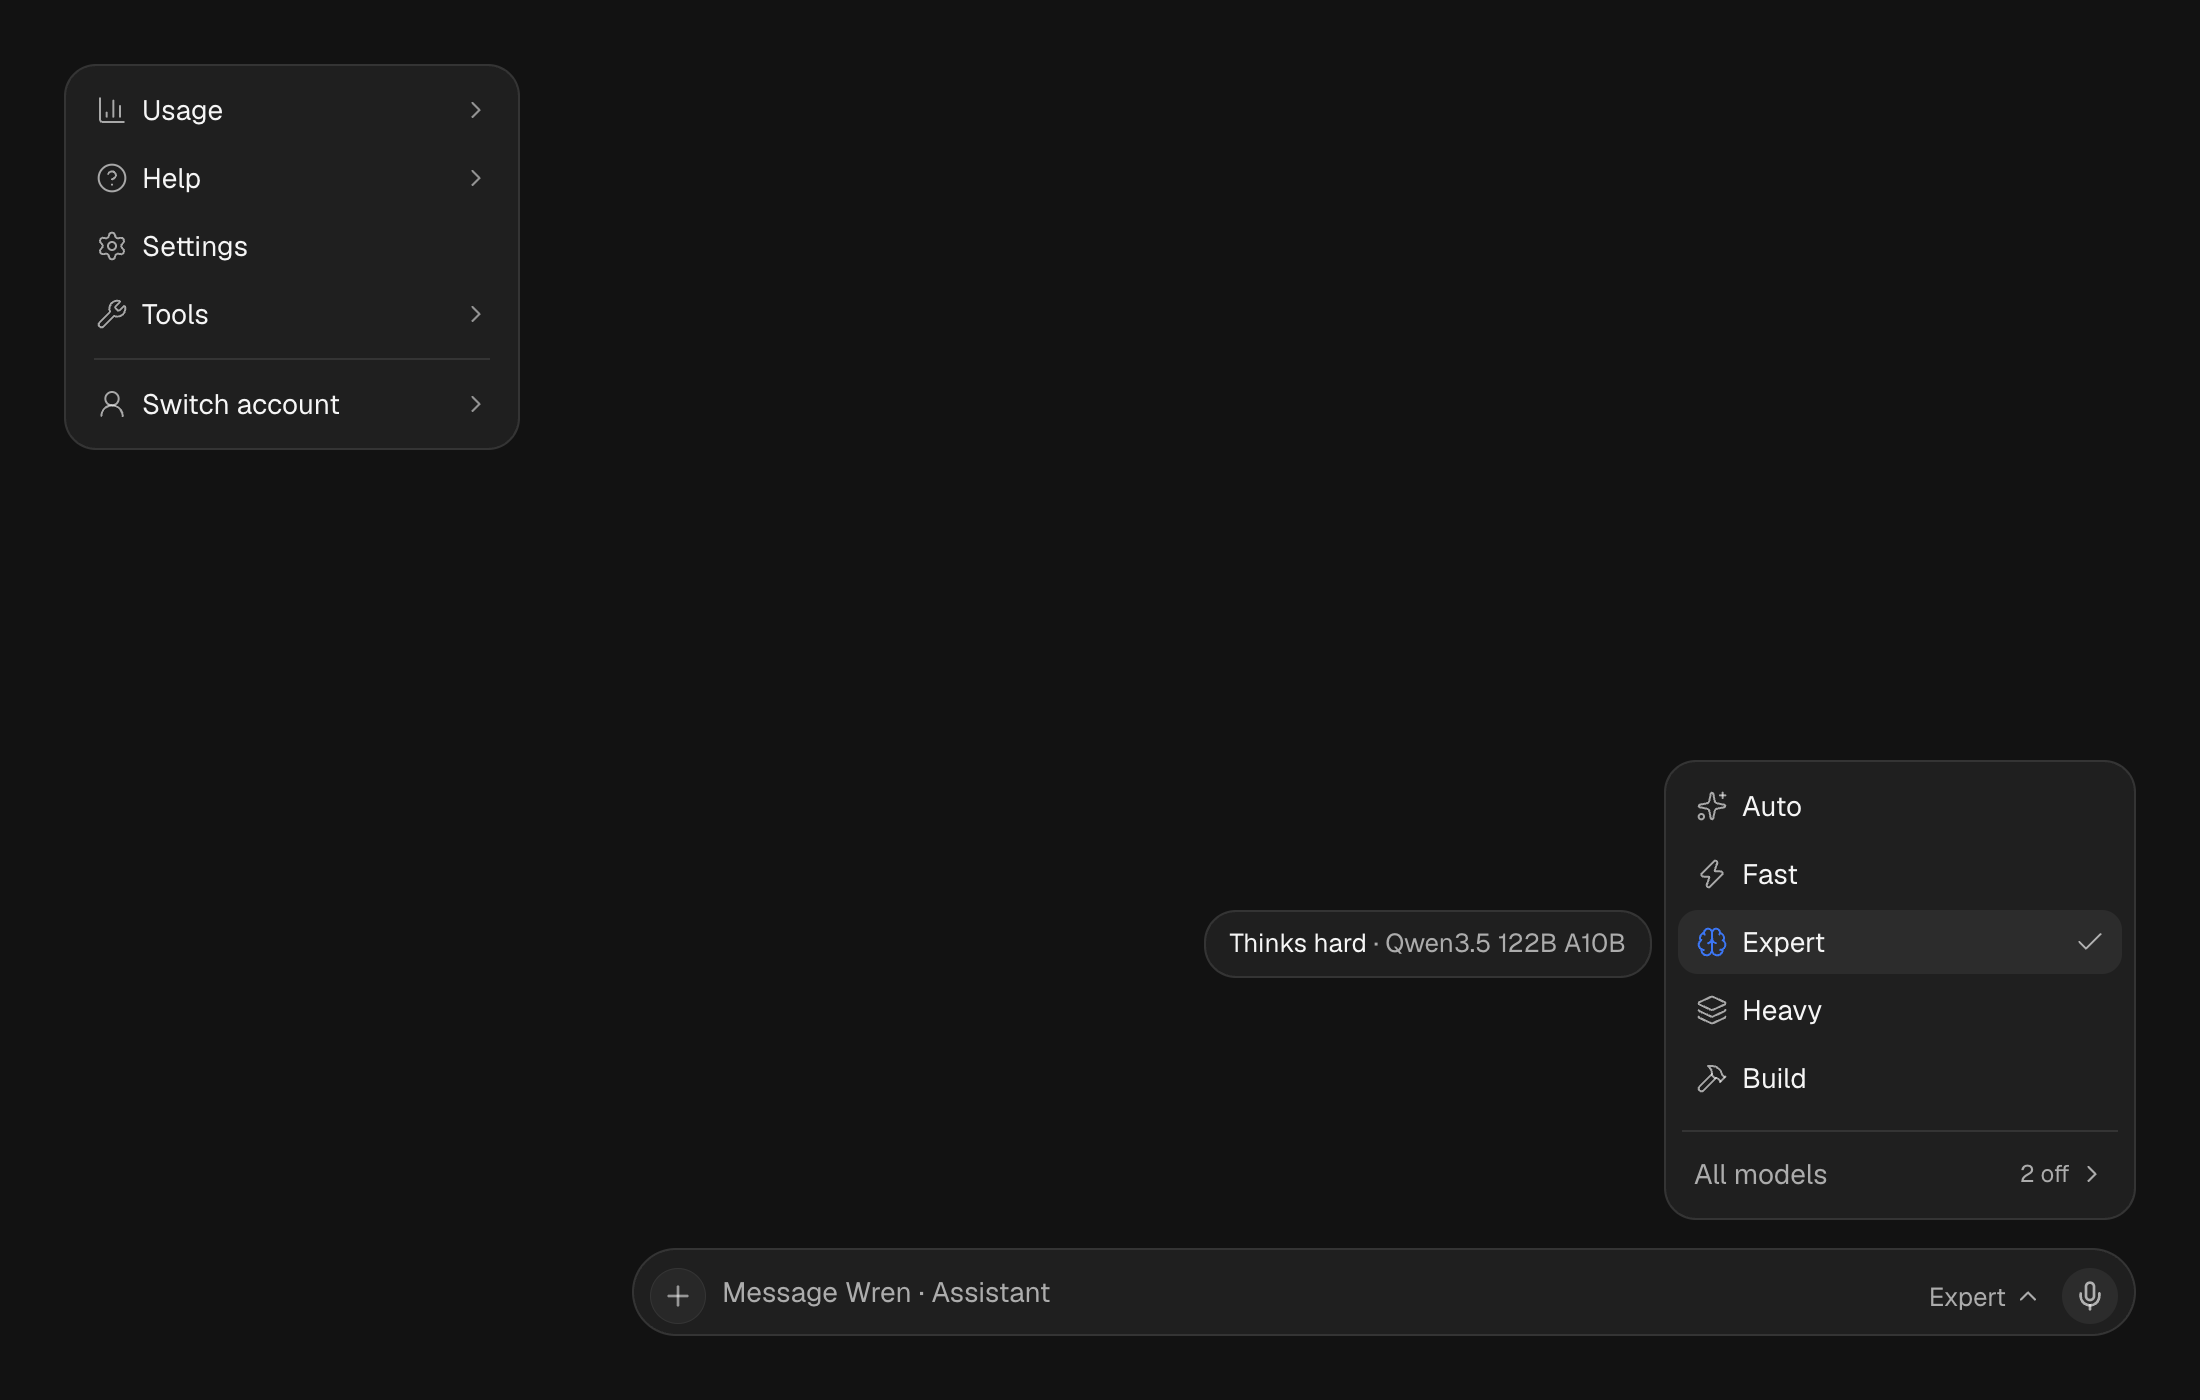 Usage
Help
Settings
Tools
Switch account
Auto
Fast
Thinks hard · Qwen3.5 122B A10B
Expert
Heavy
Build
All models 2 off
Message Wren · Assistant Expert